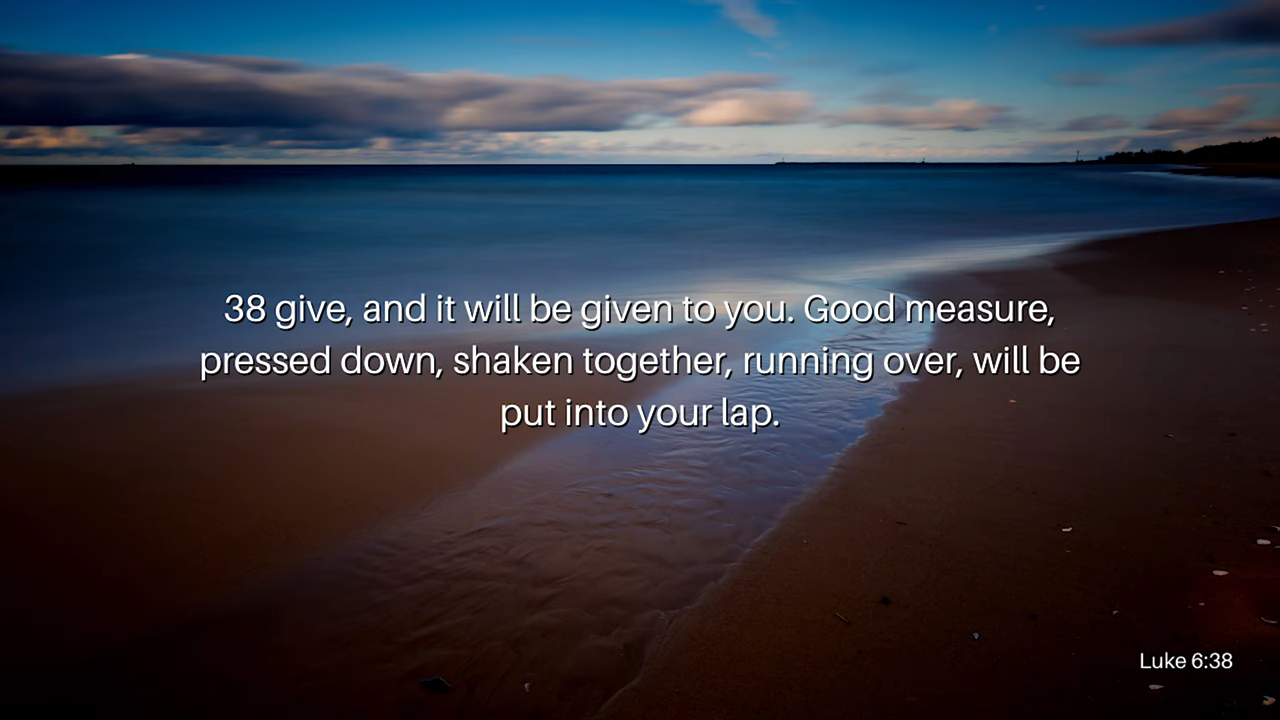 38 give, and it will be given to you. Good measure,
pressed down, shaken together, running over, will be
put into your lap.
Luke 6:38